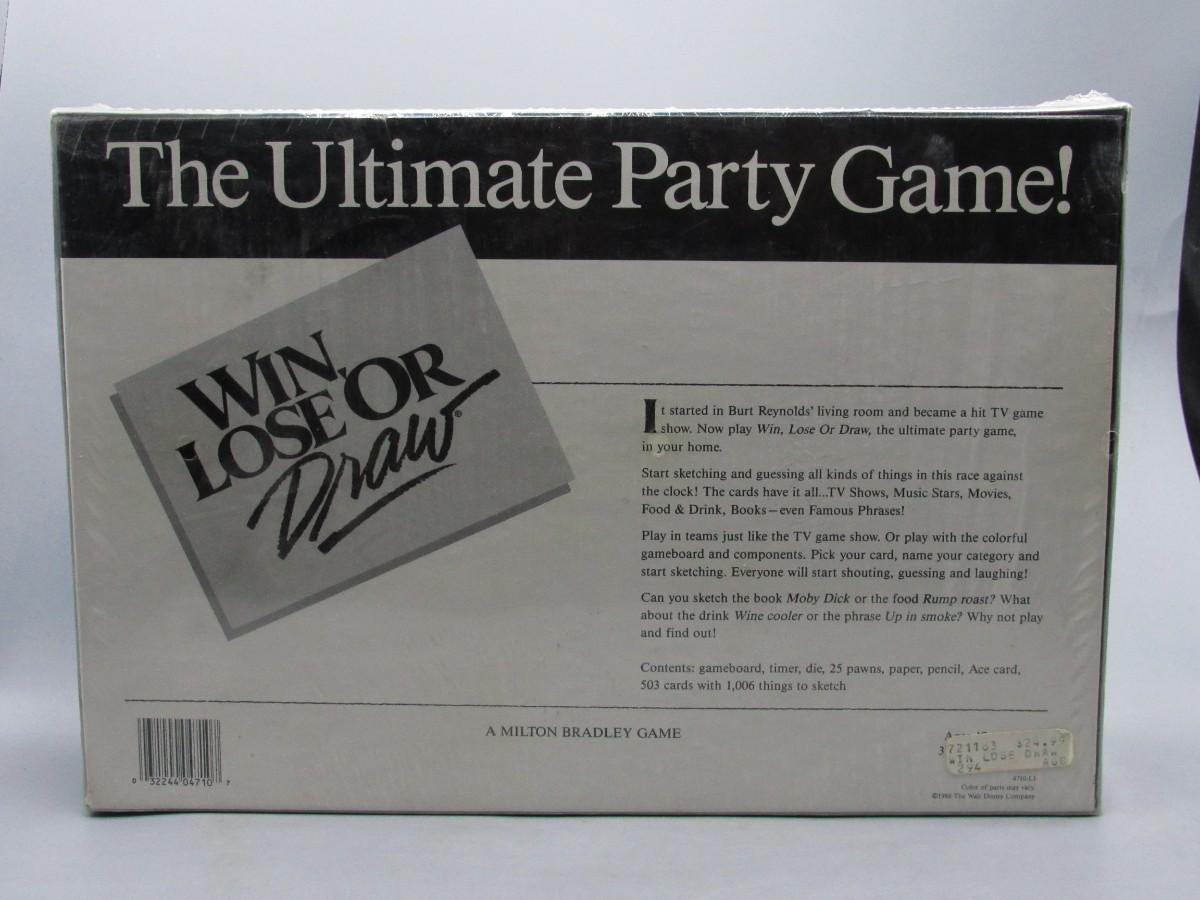 The Ultimate Party Game!
WIN,
LOSE OR
Draw®
It started in Burt Reynolds' living room and became a hit TV game
show. Now play Win, Lose Or Draw, the ultimate party game,
in your home.
Start sketching and guessing all kinds of things in this race against
the clock! The cards have it all...TV Shows, Music Stars, Movies,
Food & Drink, Books—even Famous Phrases!
Play in teams just like the TV game show. Or play with the colorful
gameboard and components. Pick your card, name your category and
start sketching. Everyone will start shouting, guessing and laughing!
Can you sketch the book Moby Dick or the food Rump roast? What
about the drink Wine cooler or the phrase Up in smoke? Why not play
and find out!
Contents: gameboard, timer, die, 25 pawns, paper, pencil, Ace card,
503 cards with 1,006 things to sketch
A MILTON BRADLEY GAME
0 32244 04710 7
721163 $24.99
WIN LOSE DRAW
294 A6G
4710-L1
Color of parts may vary.
©1988 The Walt Disney Company